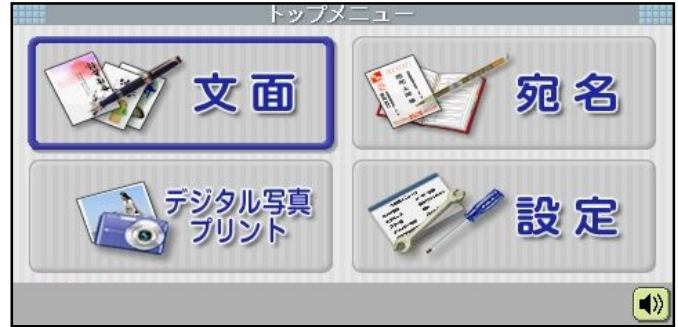 トップメニュー
文面
宛名
デジタル写真
プリント
設定